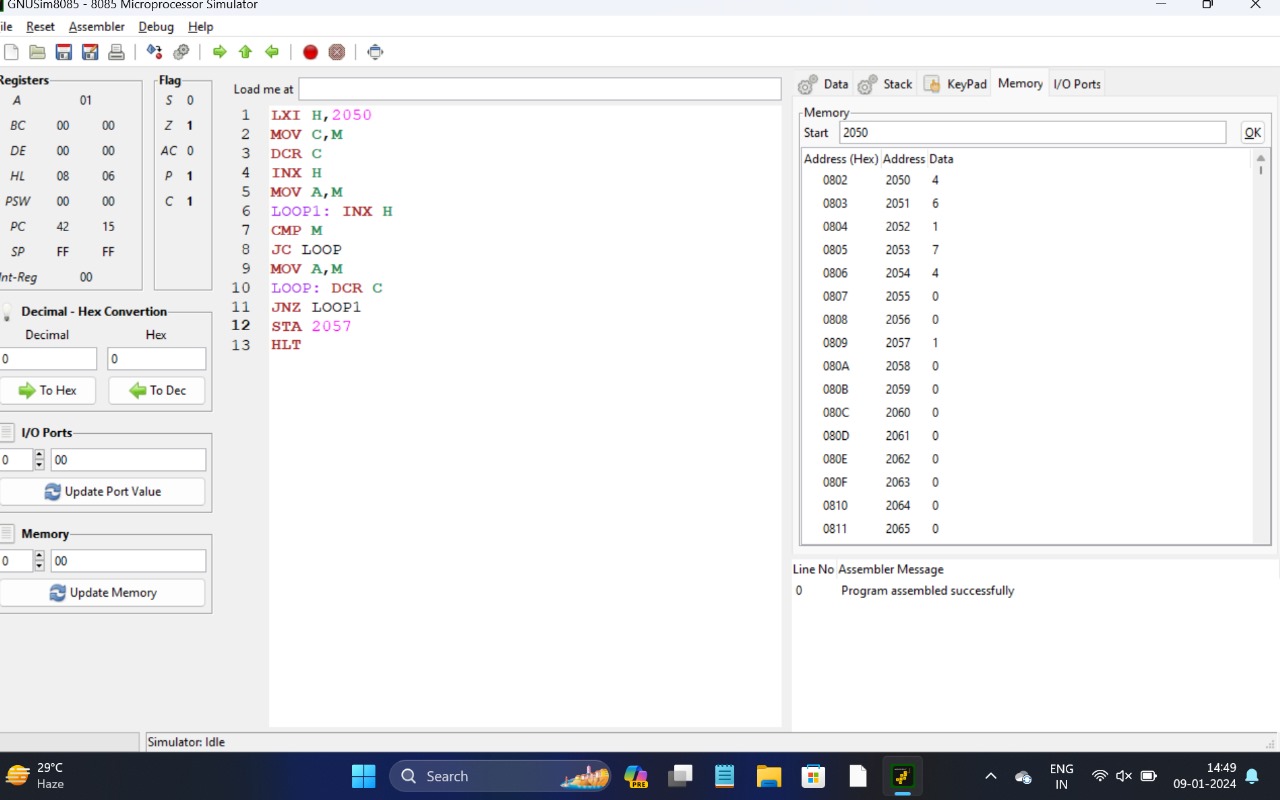 GNUSim8085 - 8085 Microprocessor Simulator
ile Reset Assembler Debug Help
Registers
A 01
BC 00 00
DE 00 00
HL 08 06
PSW 00 00
PC 42 15
SP FF FF
Int-Reg 00
Flag
S 0
Z 1
AC 0
P 1
C 1
Decimal - Hex Convertion
Decimal Hex
0 0
To Hex To Dec
I/O Ports
0 00
Update Port Value
Memory
0 00
Update Memory
Load me at
1 LXI H,2050
2 MOV C,M
3 DCR C
4 INX H
5 MOV A,M
6 LOOP1: INX H
7 CMP M
8 JC LOOP
9 MOV A,M
10 LOOP: DCR C
11 JNZ LOOP1
12 STA 2057
13 HLT
Data Stack KeyPad Memory I/O Ports
Memory
Start 2050 OK
Address (Hex) Address Data
0802 2050 4
0803 2051 6
0804 2052 1
0805 2053 7
0806 2054 4
0807 2055 0
0808 2056 0
0809 2057 1
080A 2058 0
080B 2059 0
080C 2060 0
080D 2061 0
080E 2062 0
080F 2063 0
0810 2064 0
0811 2065 0
Line No Assembler Message
0 Program assembled successfully
Simulator: Idle
29°C
Haze
Search
PRE
ENG
IN
14:49
09-01-2024